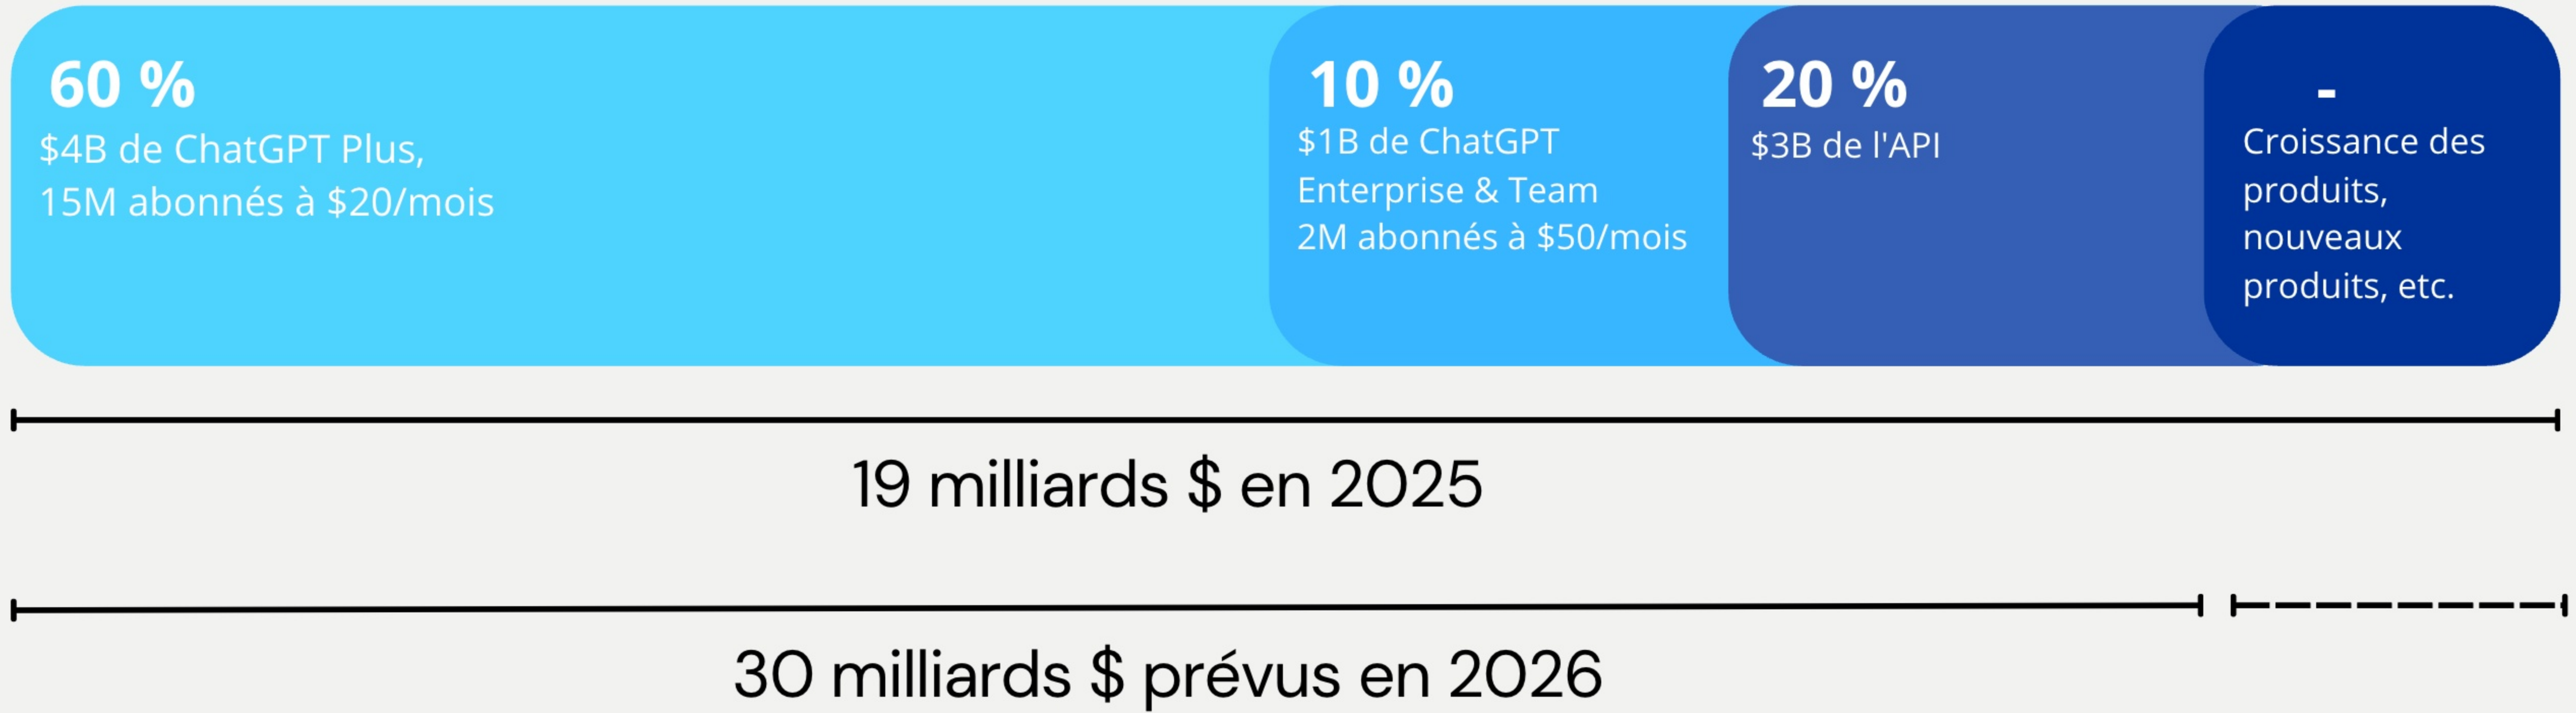 60 %
$4B de ChatGPT Plus,
15M abonnés à $20/mois
10 %
$1B de ChatGPT
Enterprise & Team
2M abonnés à $50/mois
20 %
$3B de l'API
-
Croissance des
produits,
nouveaux
produits, etc.
19 milliards $ en 2025
30 milliards $ prévus en 2026